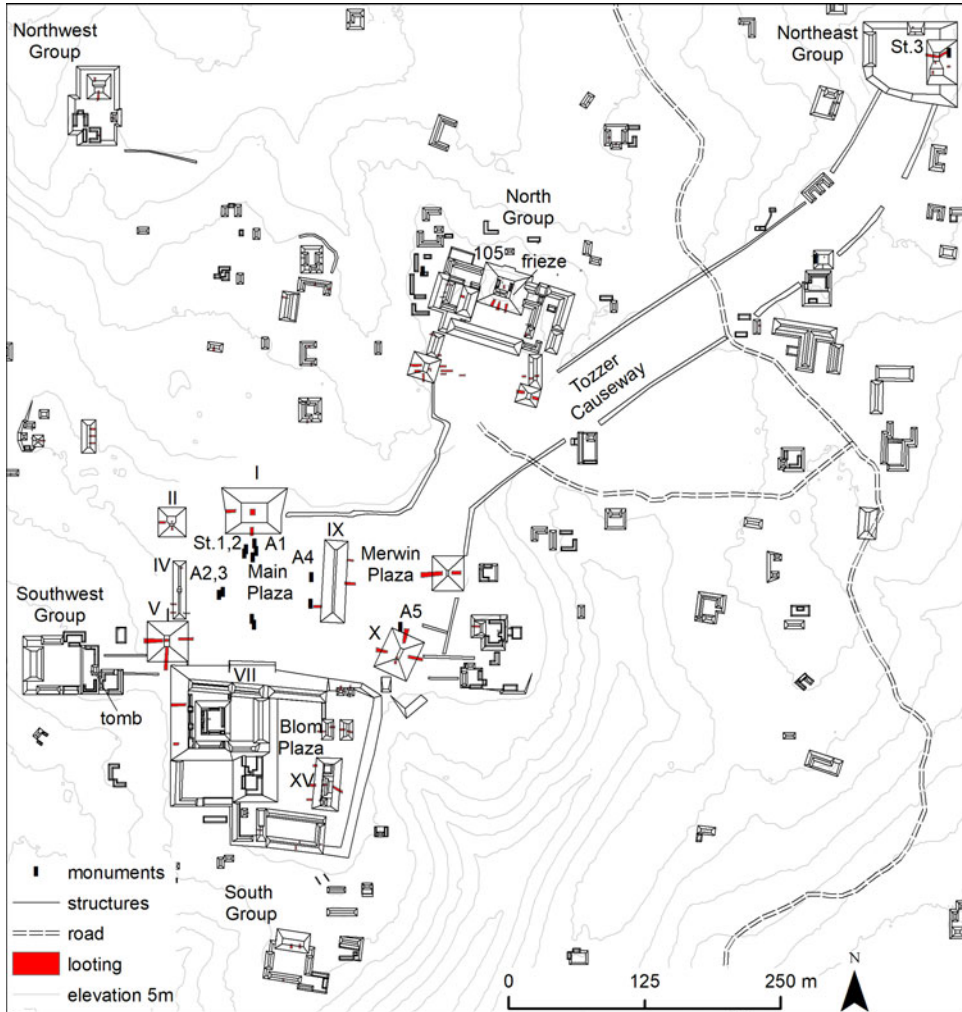 Northwest
Group
Northeast
Group
St.3
North
Group
105
frieze
Tozzer
Causeway
I
II
St.1,2
A1
IX
A4
Merwin
Plaza
IV
A2,3
Main
Plaza
Southwest
Group
V
A5
X
VII
tomb
Blom
Plaza
XV
South
Group
monuments
structures
road
looting
elevation 5m
0
125
250 m
N